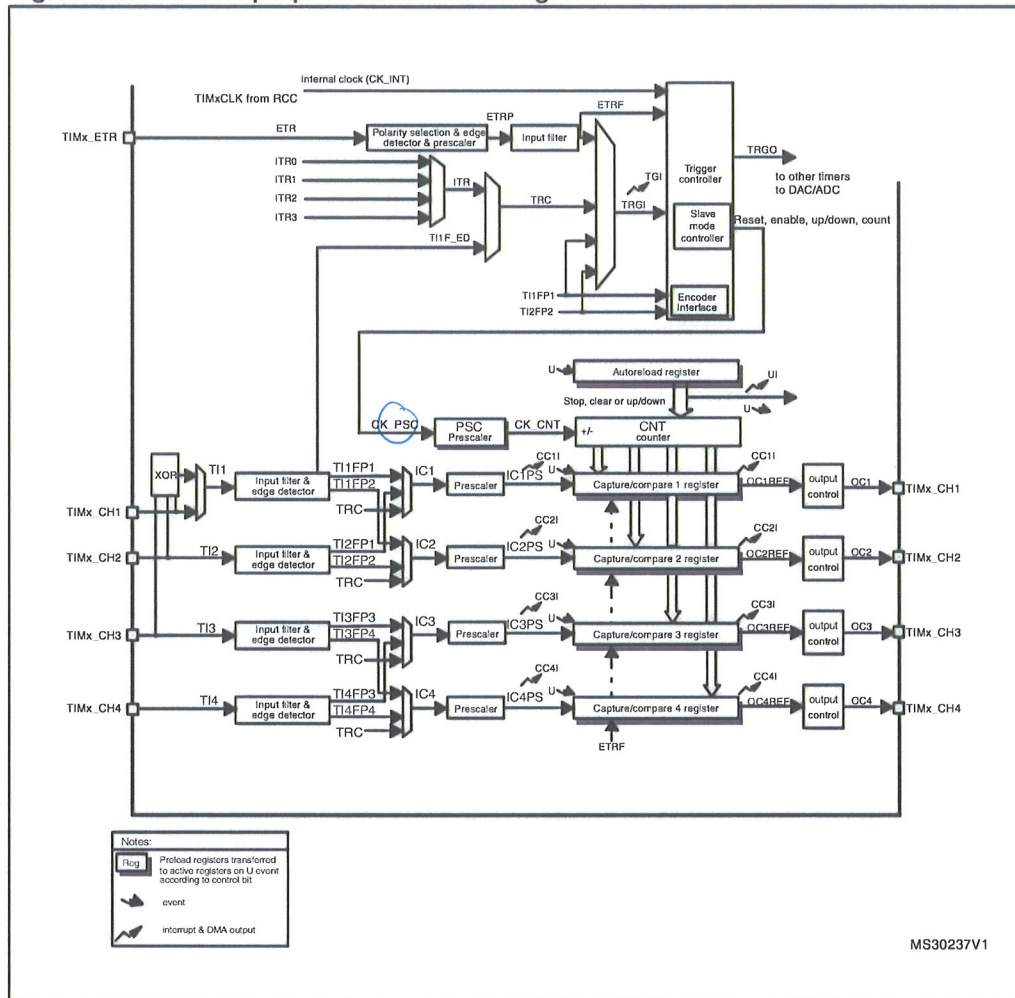 Internal clock (CK_INT)
TIMxCLK from RCC
ETRF
TIMx_ETR
ETR
Polarity selection & edge
detector & prescaler
ETRP
Input filter
ITR0
ITR1
ITR2
ITR3
ITR
TRC
TI1F_ED
TGI
TRGI
Trigger
controller
TRGO
to other timers
to DAC/ADC
Slave
mode
controller
Reset, enable, up/down, count
TI1FP1
TI2FP2
Encoder
Interface
U
Autoreload register
UI
Stop, clear or up/down
U
CK_PSC
PSC
Prescaler
CK_CNT
+/-
CNT
counter
XOR
TI1
Input filter &
edge detector
TI1FP1
TI1FP2
TRC
IC1
Prescaler
IC1PS
CC1I
U
Capture/compare 1 register
CC1I
OC1REF
output
control
OC1
TIMx_CH1
TIMx_CH1
TIMx_CH2
TI2
Input filter &
edge detector
TI2FP1
TI2FP2
TRC
IC2
Prescaler
IC2PS
CC2I
U
Capture/compare 2 register
CC2I
OC2REF
output
control
OC2
TIMx_CH2
TIMx_CH3
TI3
Input filter &
edge detector
TI3FP3
TI3FP4
TRC
IC3
Prescaler
IC3PS
CC3I
U
Capture/compare 3 register
CC3I
OC3REF
output
control
OC3
TIMx_CH3
TIMx_CH4
TI4
Input filter &
edge detector
TI4FP3
TI4FP4
TRC
IC4
Prescaler
IC4PS
CC4I
U
Capture/compare 4 register
CC4I
OC4REF
output
control
OC4
TIMx_CH4
ETRF
Notes:
Reg
Preload registers transferred
to active registers on U event
according to control bit
event
interrupt & DMA output
MS30237V1